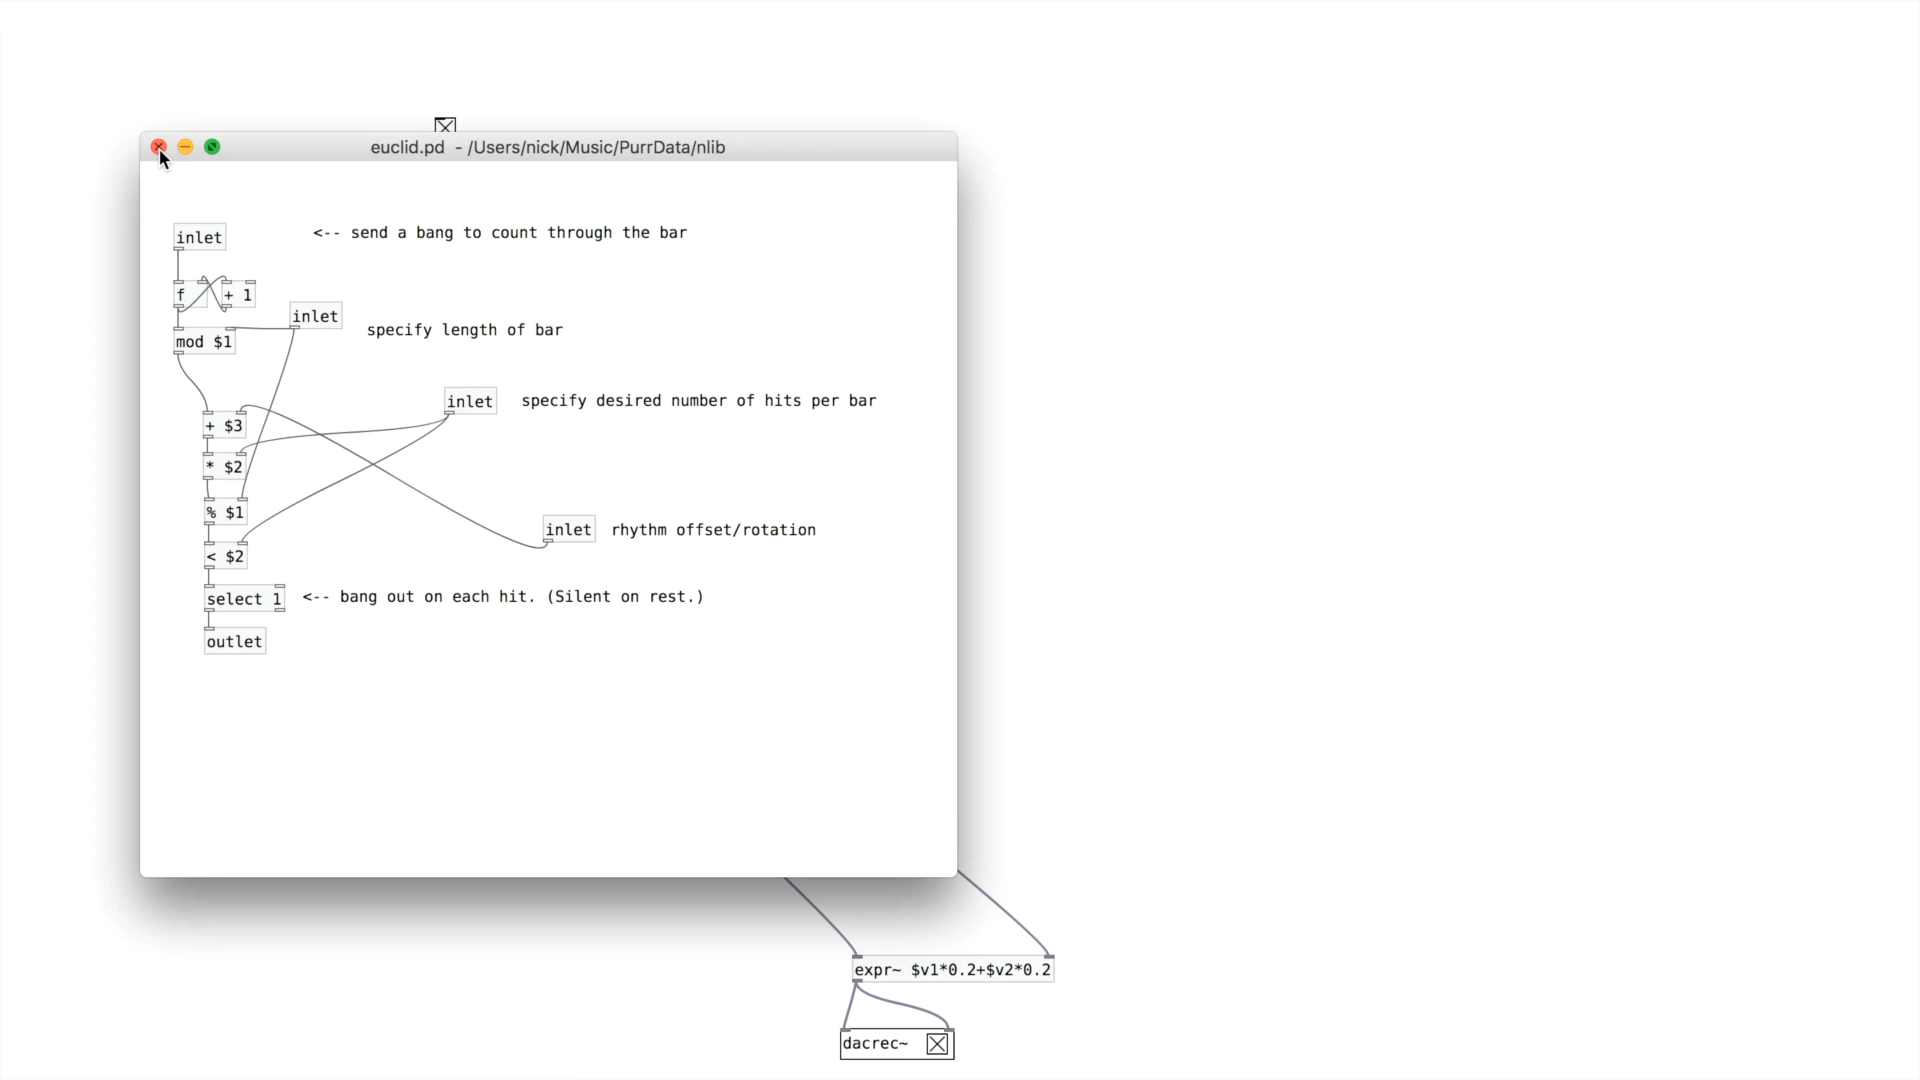 euclid.pd - /Users/nick/Music/PurrData/nlib
inlet
<-- send a bang to count through the bar
f
+ 1
inlet
specify length of bar
mod $1
inlet
specify desired number of hits per bar
+ $3
* $2
% $1
inlet
rhythm offset/rotation
< $2
select 1
<-- bang out on each hit. (Silent on rest.)
outlet
expr~ $v1*0.2+$v2*0.2
dacrec~